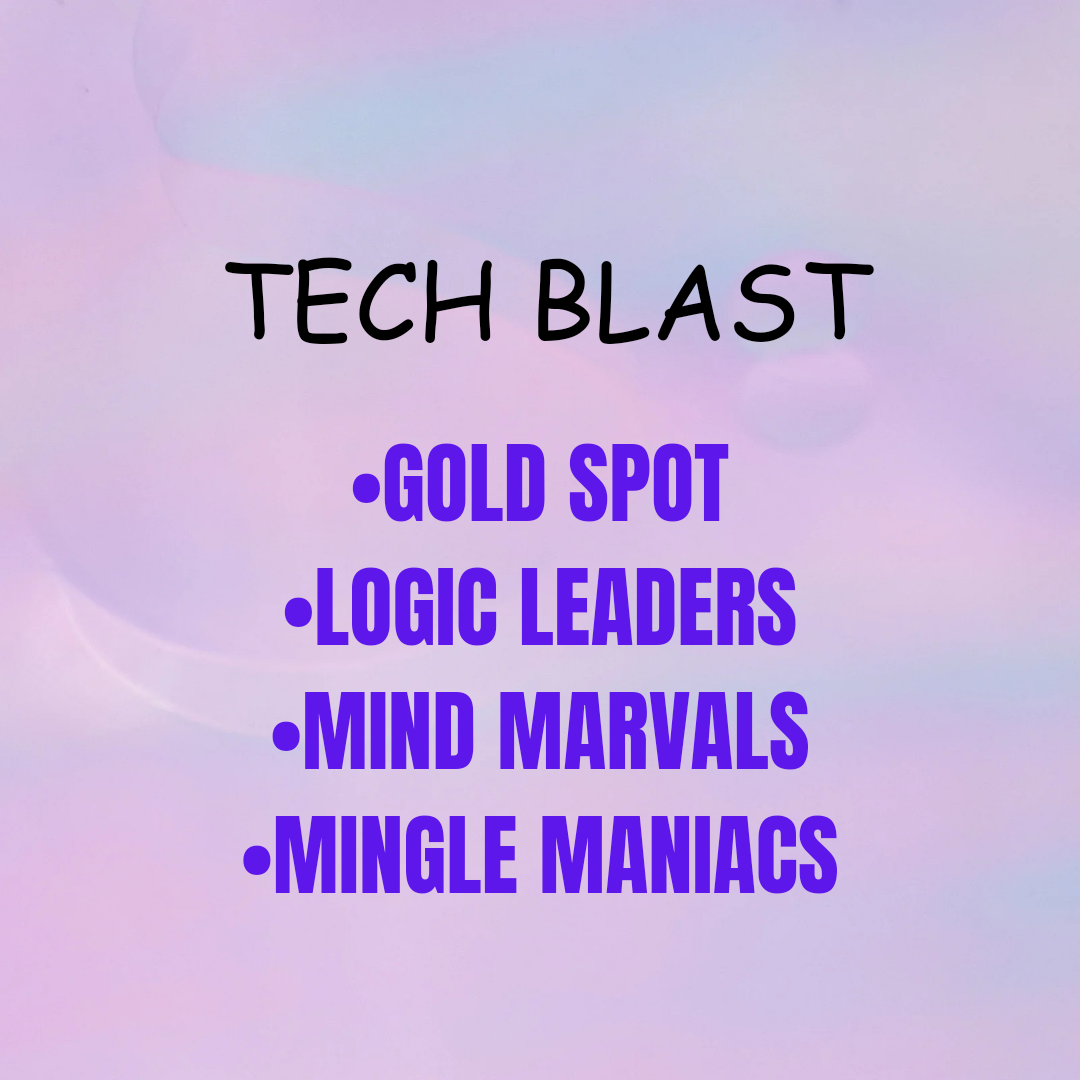 TECH BLAST
•GOLD SPOT
•LOGIC LEADERS
•MIND MARVALS
•MINGLE MANIACS